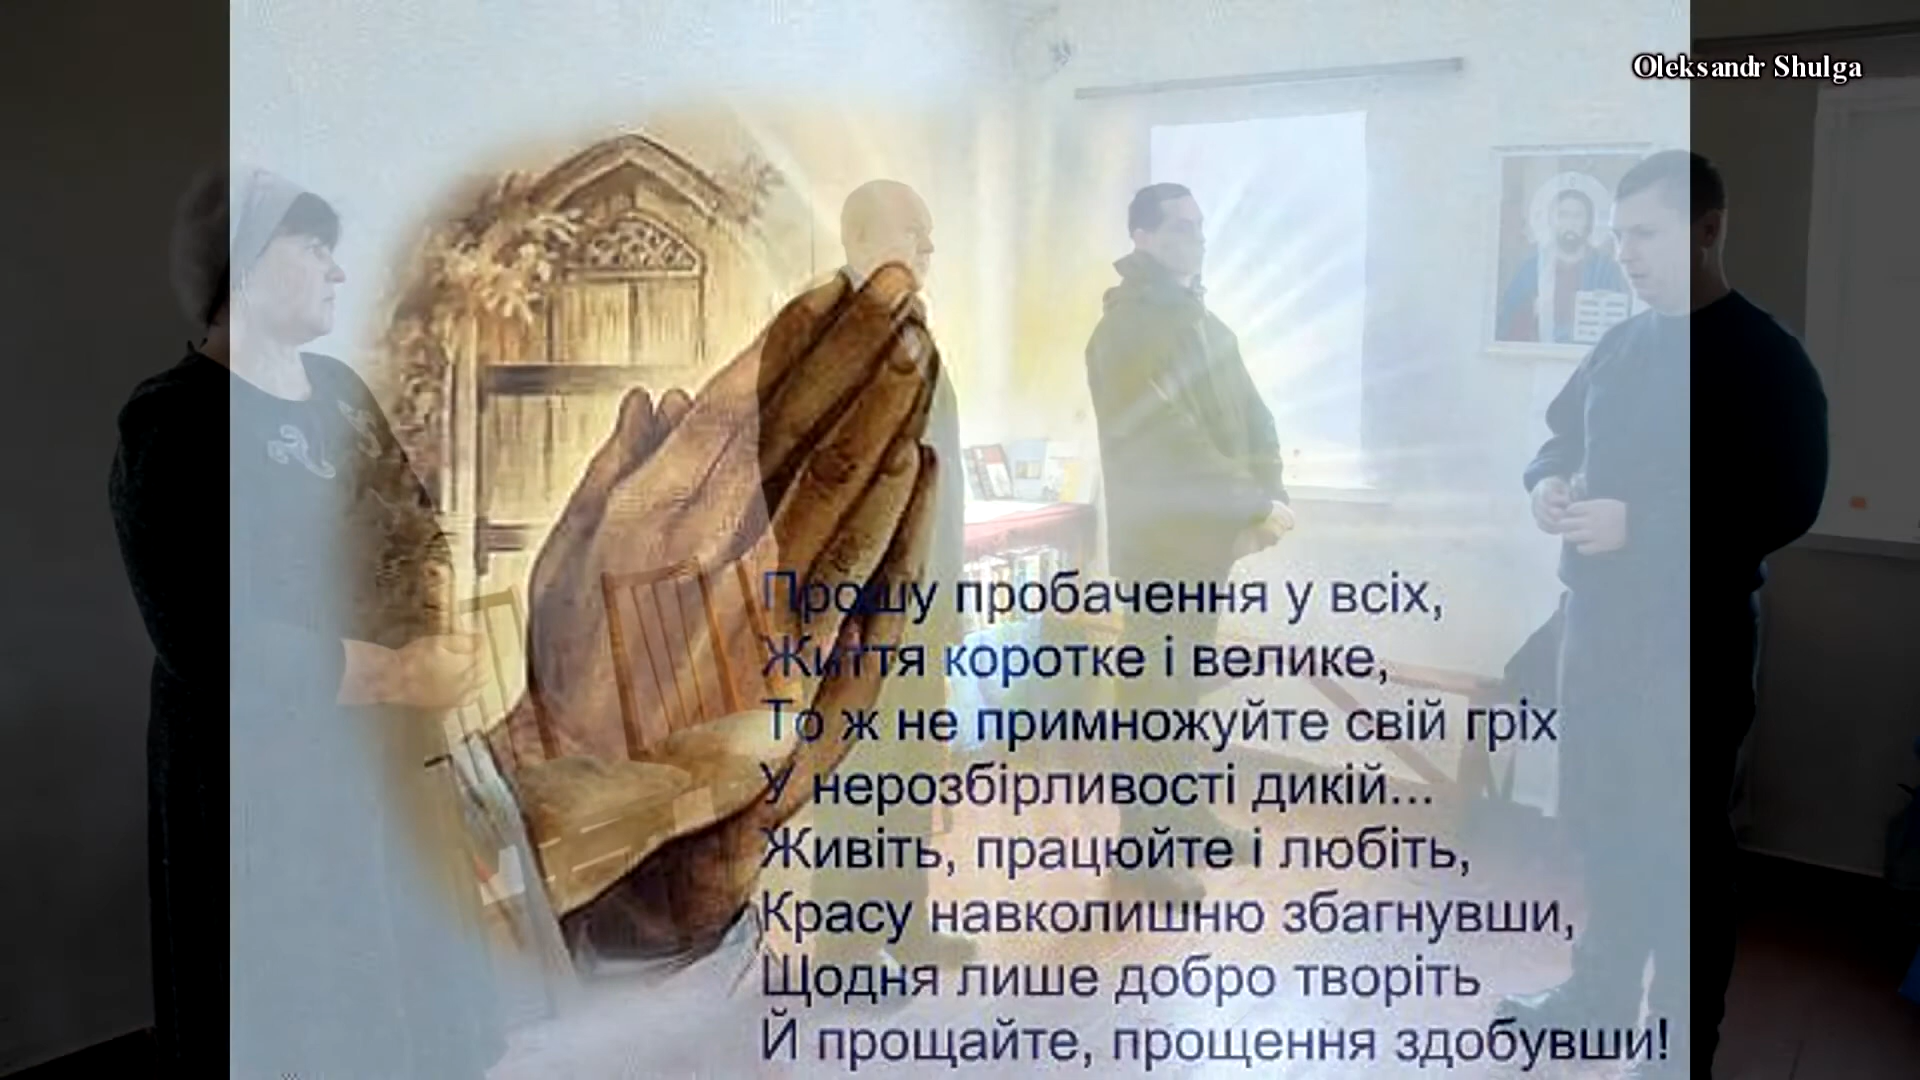 Oleksandr Shulga
Прошу пробачення у всіх,
Життя коротке і велике,
То ж не примножуйте свій гріх
У нерозбірливості дикій...
Живіть, працюйте і любіть,
Красу навколишню збагнувши,
Щодня лише добро творіть
Й прощайте, прощення здобувши!